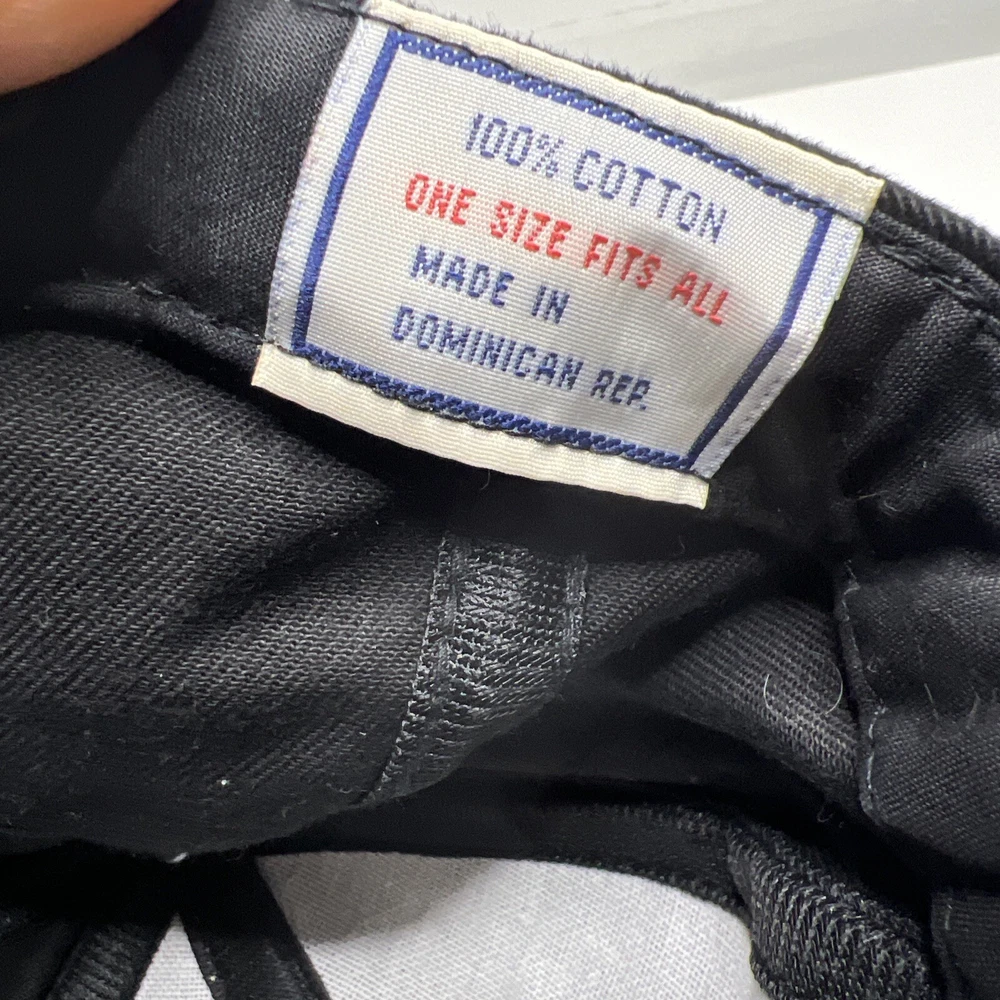 100% COTTON
ONE SIZE FITS ALL
MADE IN
DOMINICAN REP.